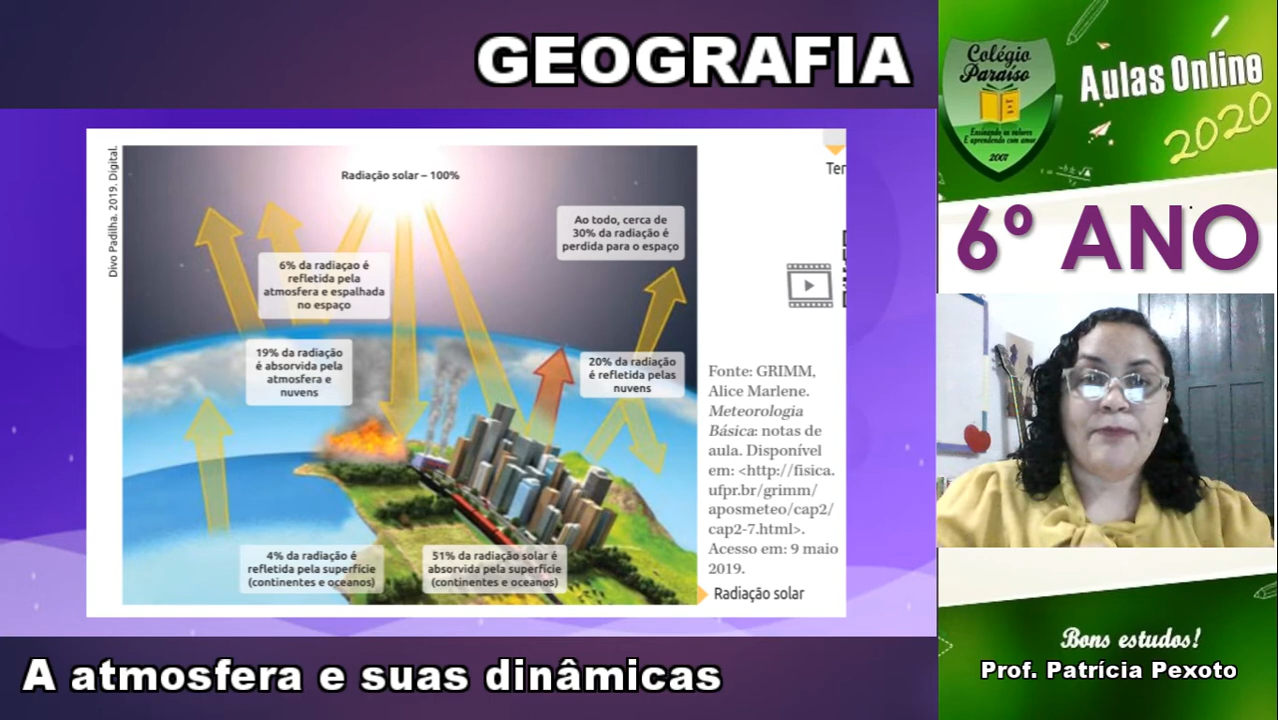 GEOGRAFIA
Divo Padilha. 2019. Digital.
Radiação solar – 100%
Ao todo, cerca de
30% da radiação é
perdida para o espaço
6% da radiaçao é
refletida pela
atmosfera e espalhada
no espaço
19% da radiação
é absorvida pela
atmosfera e
nuvens
20% da radiação
é refletida pelas
nuvens
4% da radiação é
refletida pela superfície
(continentes e oceanos)
51% da radiação solar é
absorvida pela superfície
(continentes e oceanos)
Ter
Fonte: GRIMM,
Alice Marlene.
Meteorologia
Básica: notas de
aula. Disponível
em: <http://fisica.
ufpr.br/grimm/
aposmeteo/cap2/
cap2-7.html>.
Acesso em: 9 maio
2019.
Radiação solar
A atmosfera e suas dinâmicas
Colégio
Paraíso
Ensinando os valores
E aprendendo com amor
2007
Aulas Online
2020
6º ANO
Bons estudos!
Prof. Patrícia Pexoto